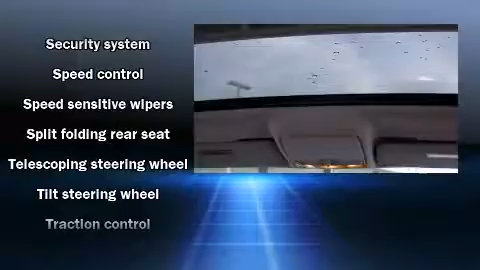 Security system
Speed control
Speed sensitive wipers
Split folding rear seat
Telescoping steering wheel
Tilt steering wheel
Traction control